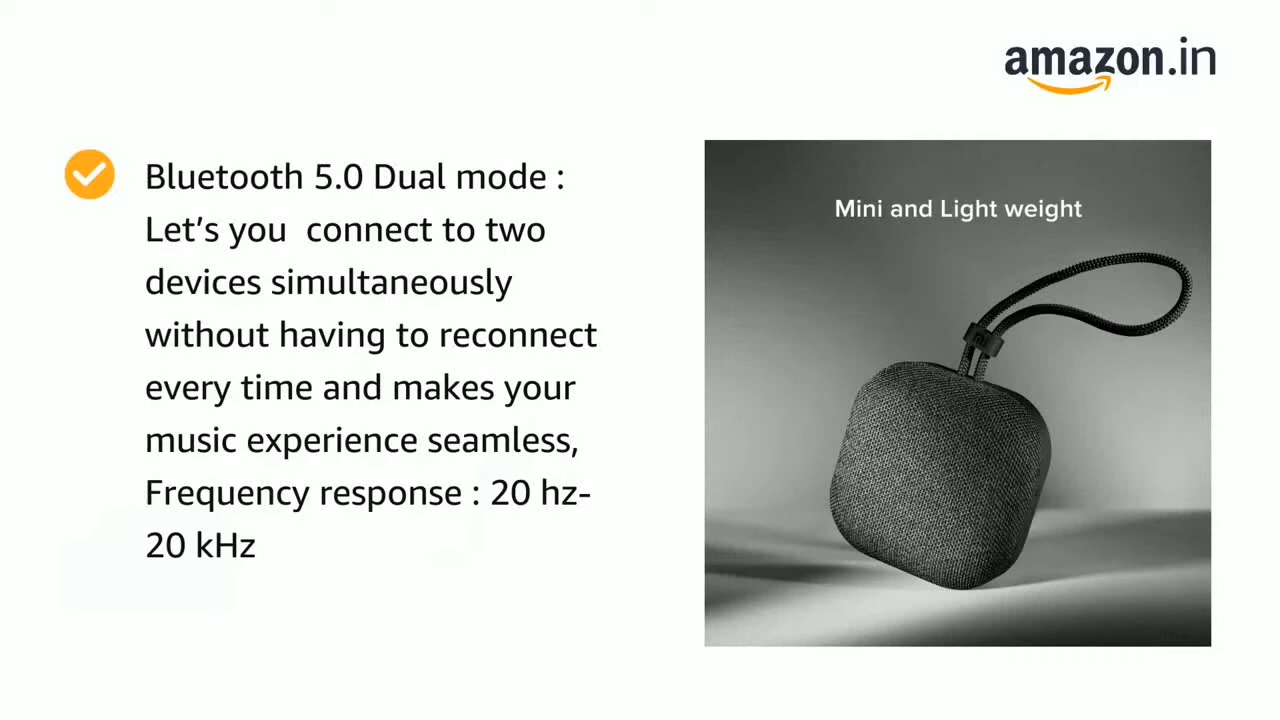 amazon.in
Bluetooth 5.0 Dual mode :
Let’s you  connect to two
devices simultaneously
without having to reconnect
every time and makes your
music experience seamless,
Frequency response : 20 hz-
20 kHz
Mini and Light weight